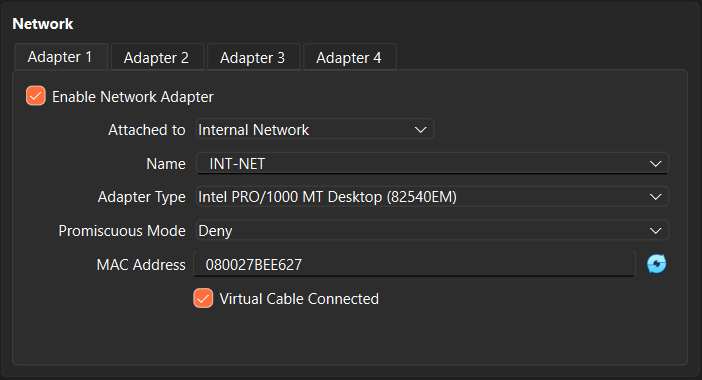 Network
Adapter 1 Adapter 2 Adapter 3 Adapter 4
Enable Network Adapter
Attached to Internal Network
Name INT-NET
Adapter Type Intel PRO/1000 MT Desktop (82540EM)
Promiscuous Mode Deny
MAC Address 080027BEE627
Virtual Cable Connected